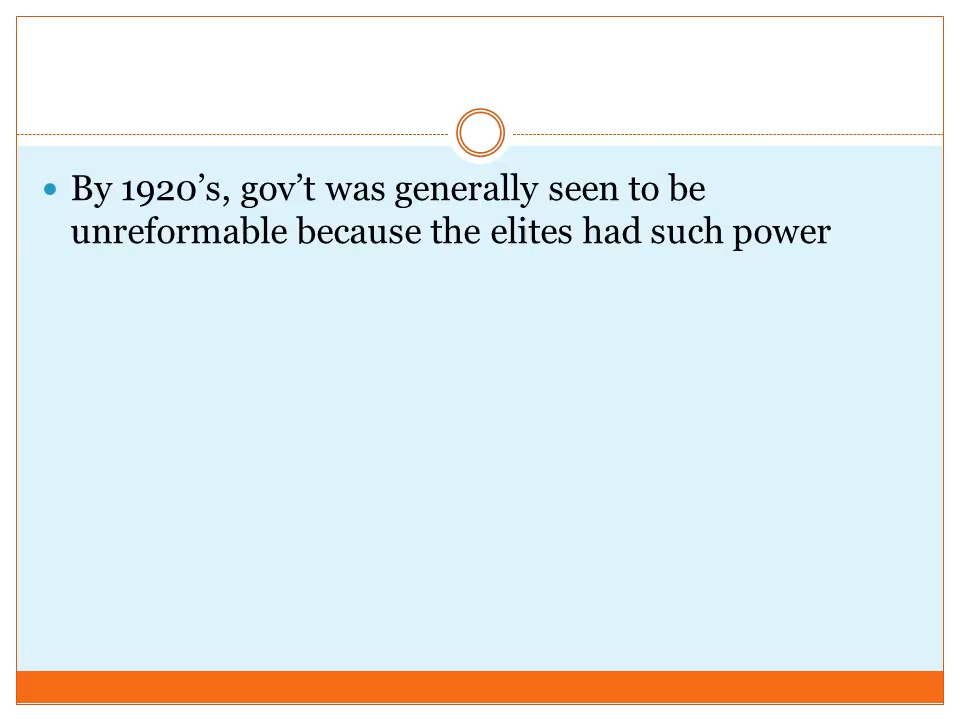 • By 1920’s, gov’t was generally seen to be
unreformable because the elites had such power